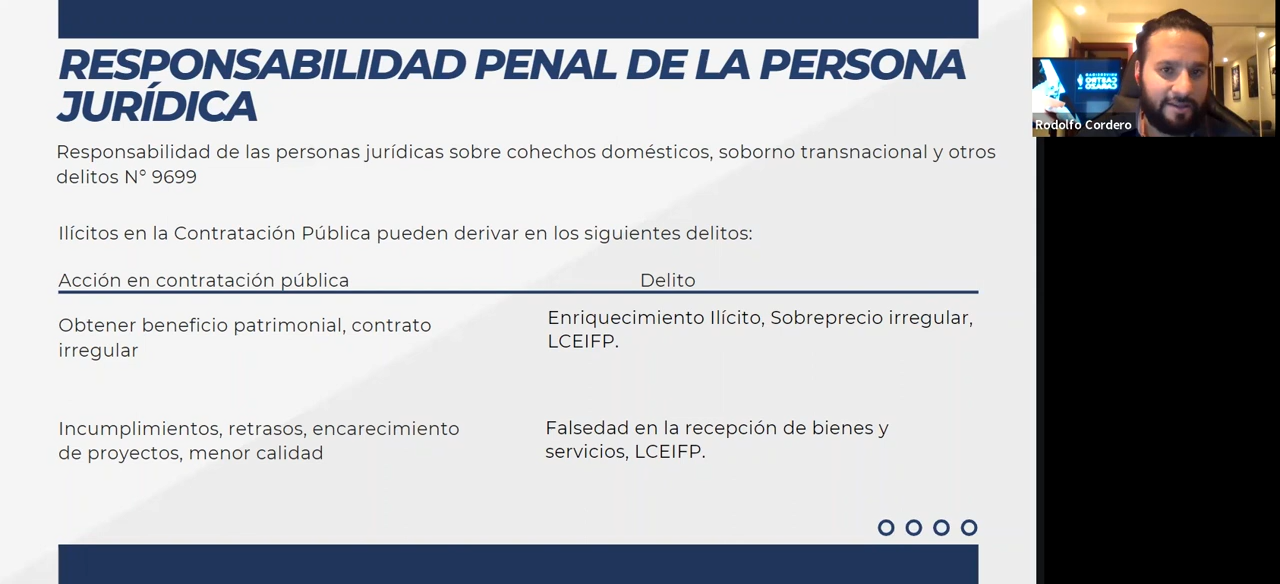 RESPONSABILIDAD PENAL DE LA PERSONA
JURÍDICA
Responsabilidad de las personas jurídicas sobre cohechos domésticos, soborno transnacional y otros
delitos N° 9699
Ilícitos en la Contratación Pública pueden derivar en los siguientes delitos:
Acción en contratación pública
Delito
Obtener beneficio patrimonial, contrato
irregular
Enriquecimiento Ilícito, Sobreprecio irregular,
LCEIFP.
Incumplimientos, retrasos, encarecimiento
de proyectos, menor calidad
Falsedad en la recepción de bienes y
servicios, LCEIFP.
Rodolfo Cordero